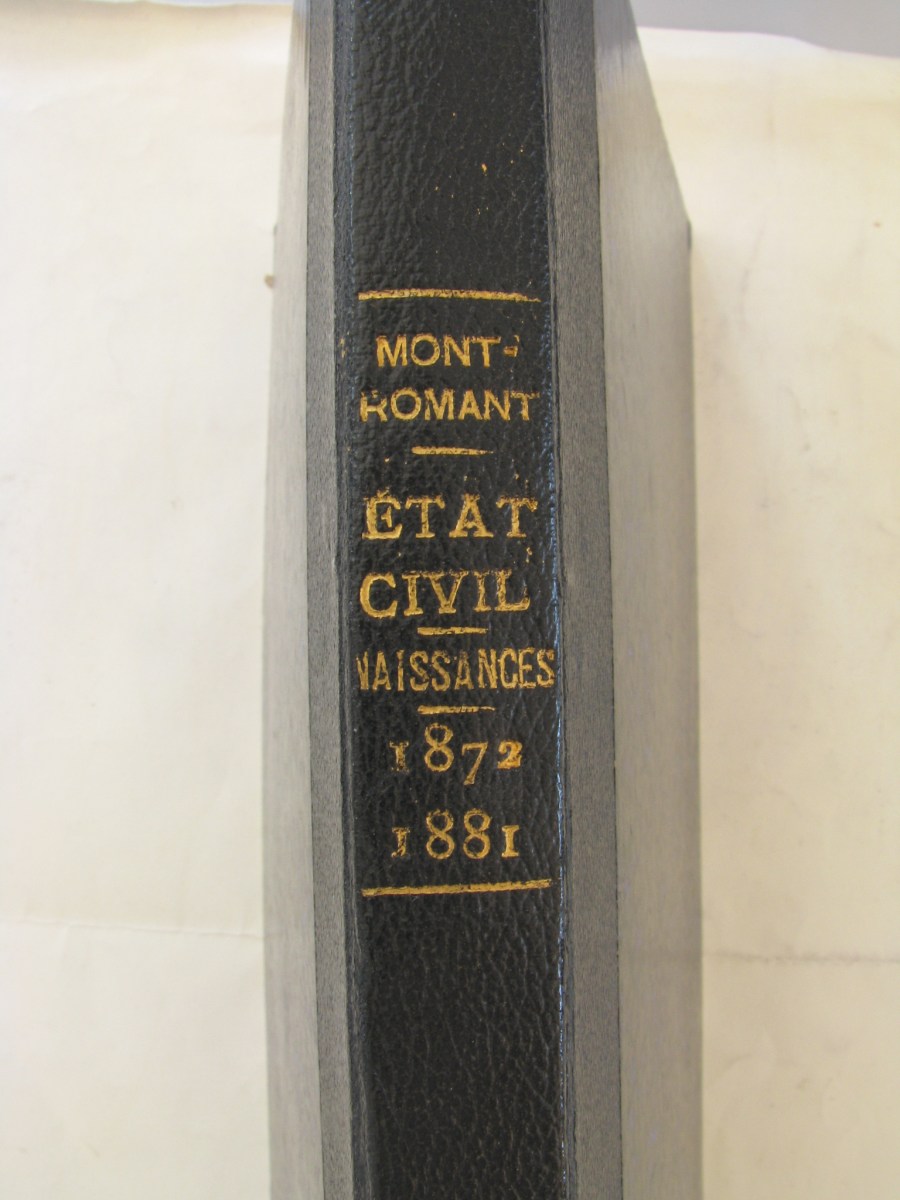 MONT-
ROMANT
ÉTAT
CIVIL
NAISSANCES
1872
1881